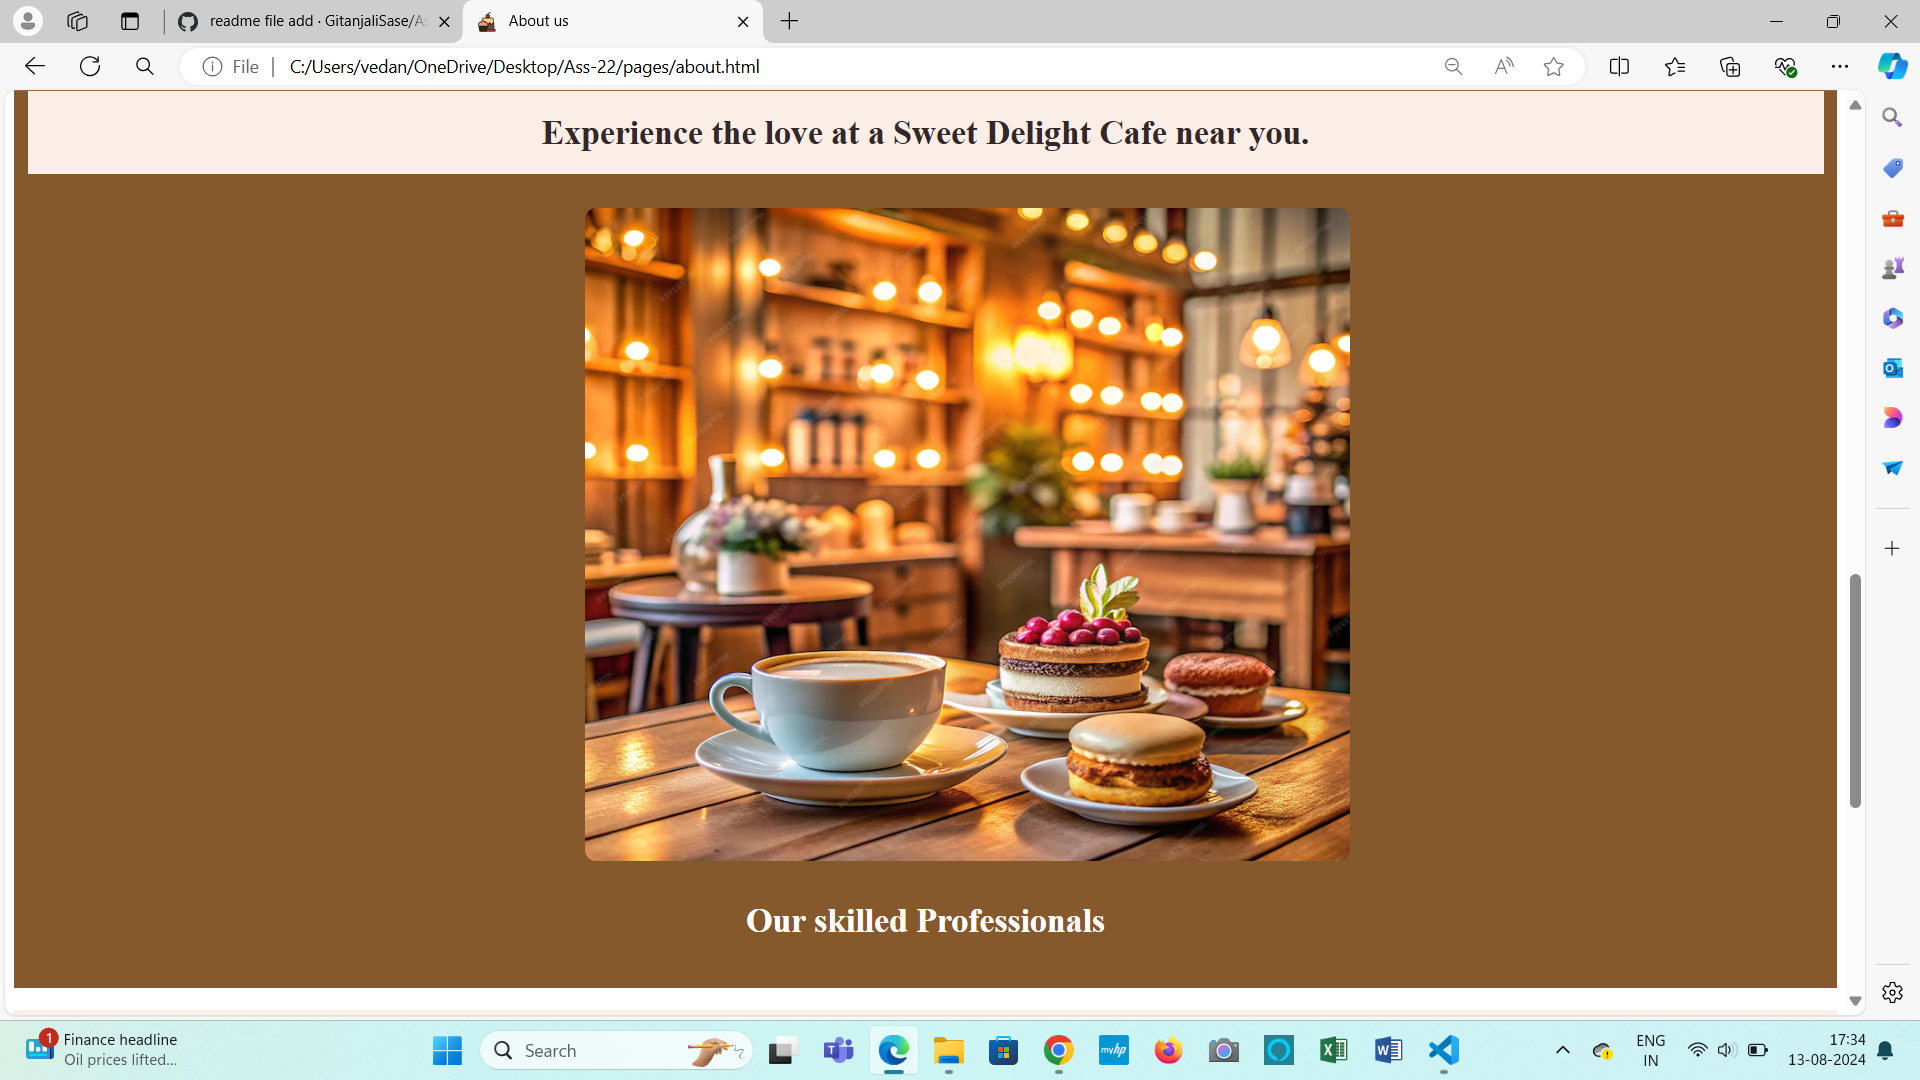 readme file add · GitanjaliSase/As
About us
File
C:/Users/vedan/OneDrive/Desktop/Ass-22/pages/about.html
Experience the love at a Sweet Delight Cafe near you.
Our skilled Professionals
1
Finance headline
Oil prices lifted...
Search
myhp
ENG
IN
17:34
13-08-2024